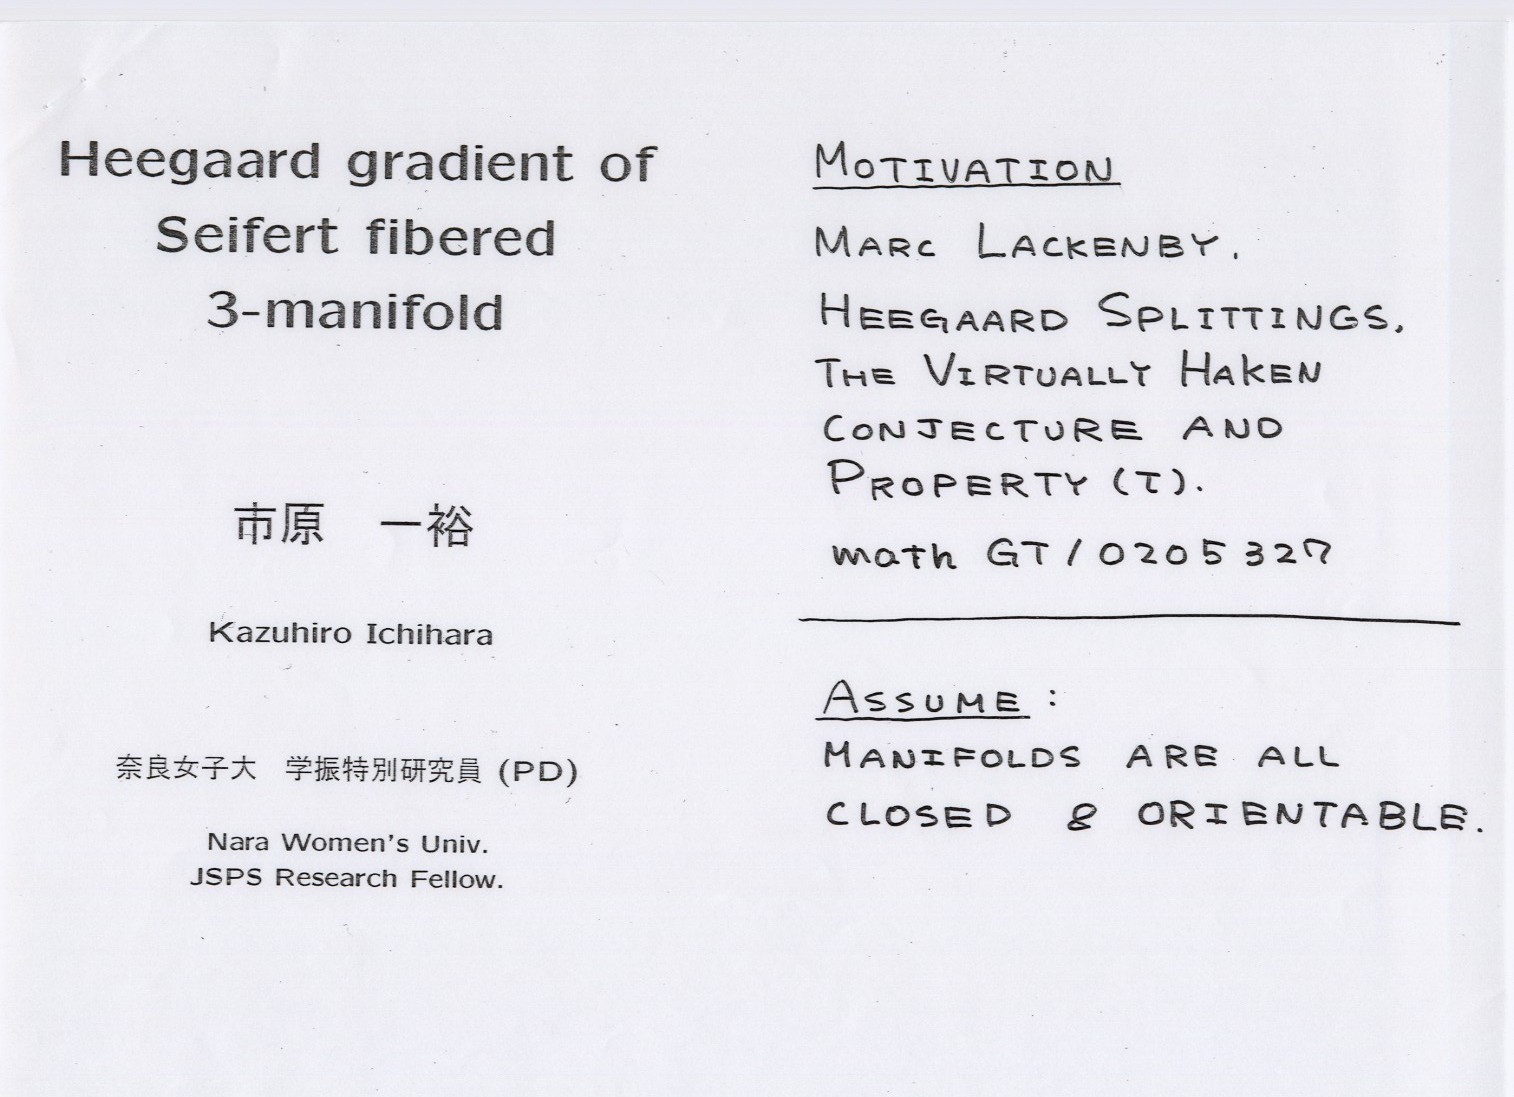 Heegaard gradient of
Seifert fibered
3-manifold
市原　一裕
Kazuhiro Ichihara
奈良女子大　学振特別研究員 (PD)
Nara Women's Univ.
JSPS Research Fellow.
MOTIVATION
MARC LACKENBY.
HEEGAARD SPLITTINGS,
THE VIRTUALLY HAKEN
CONJECTURE AND
PROPERTY (τ).
math GT/0205327
ASSUME :
MANIFOLDS ARE ALL
CLOSED & ORIENTABLE.